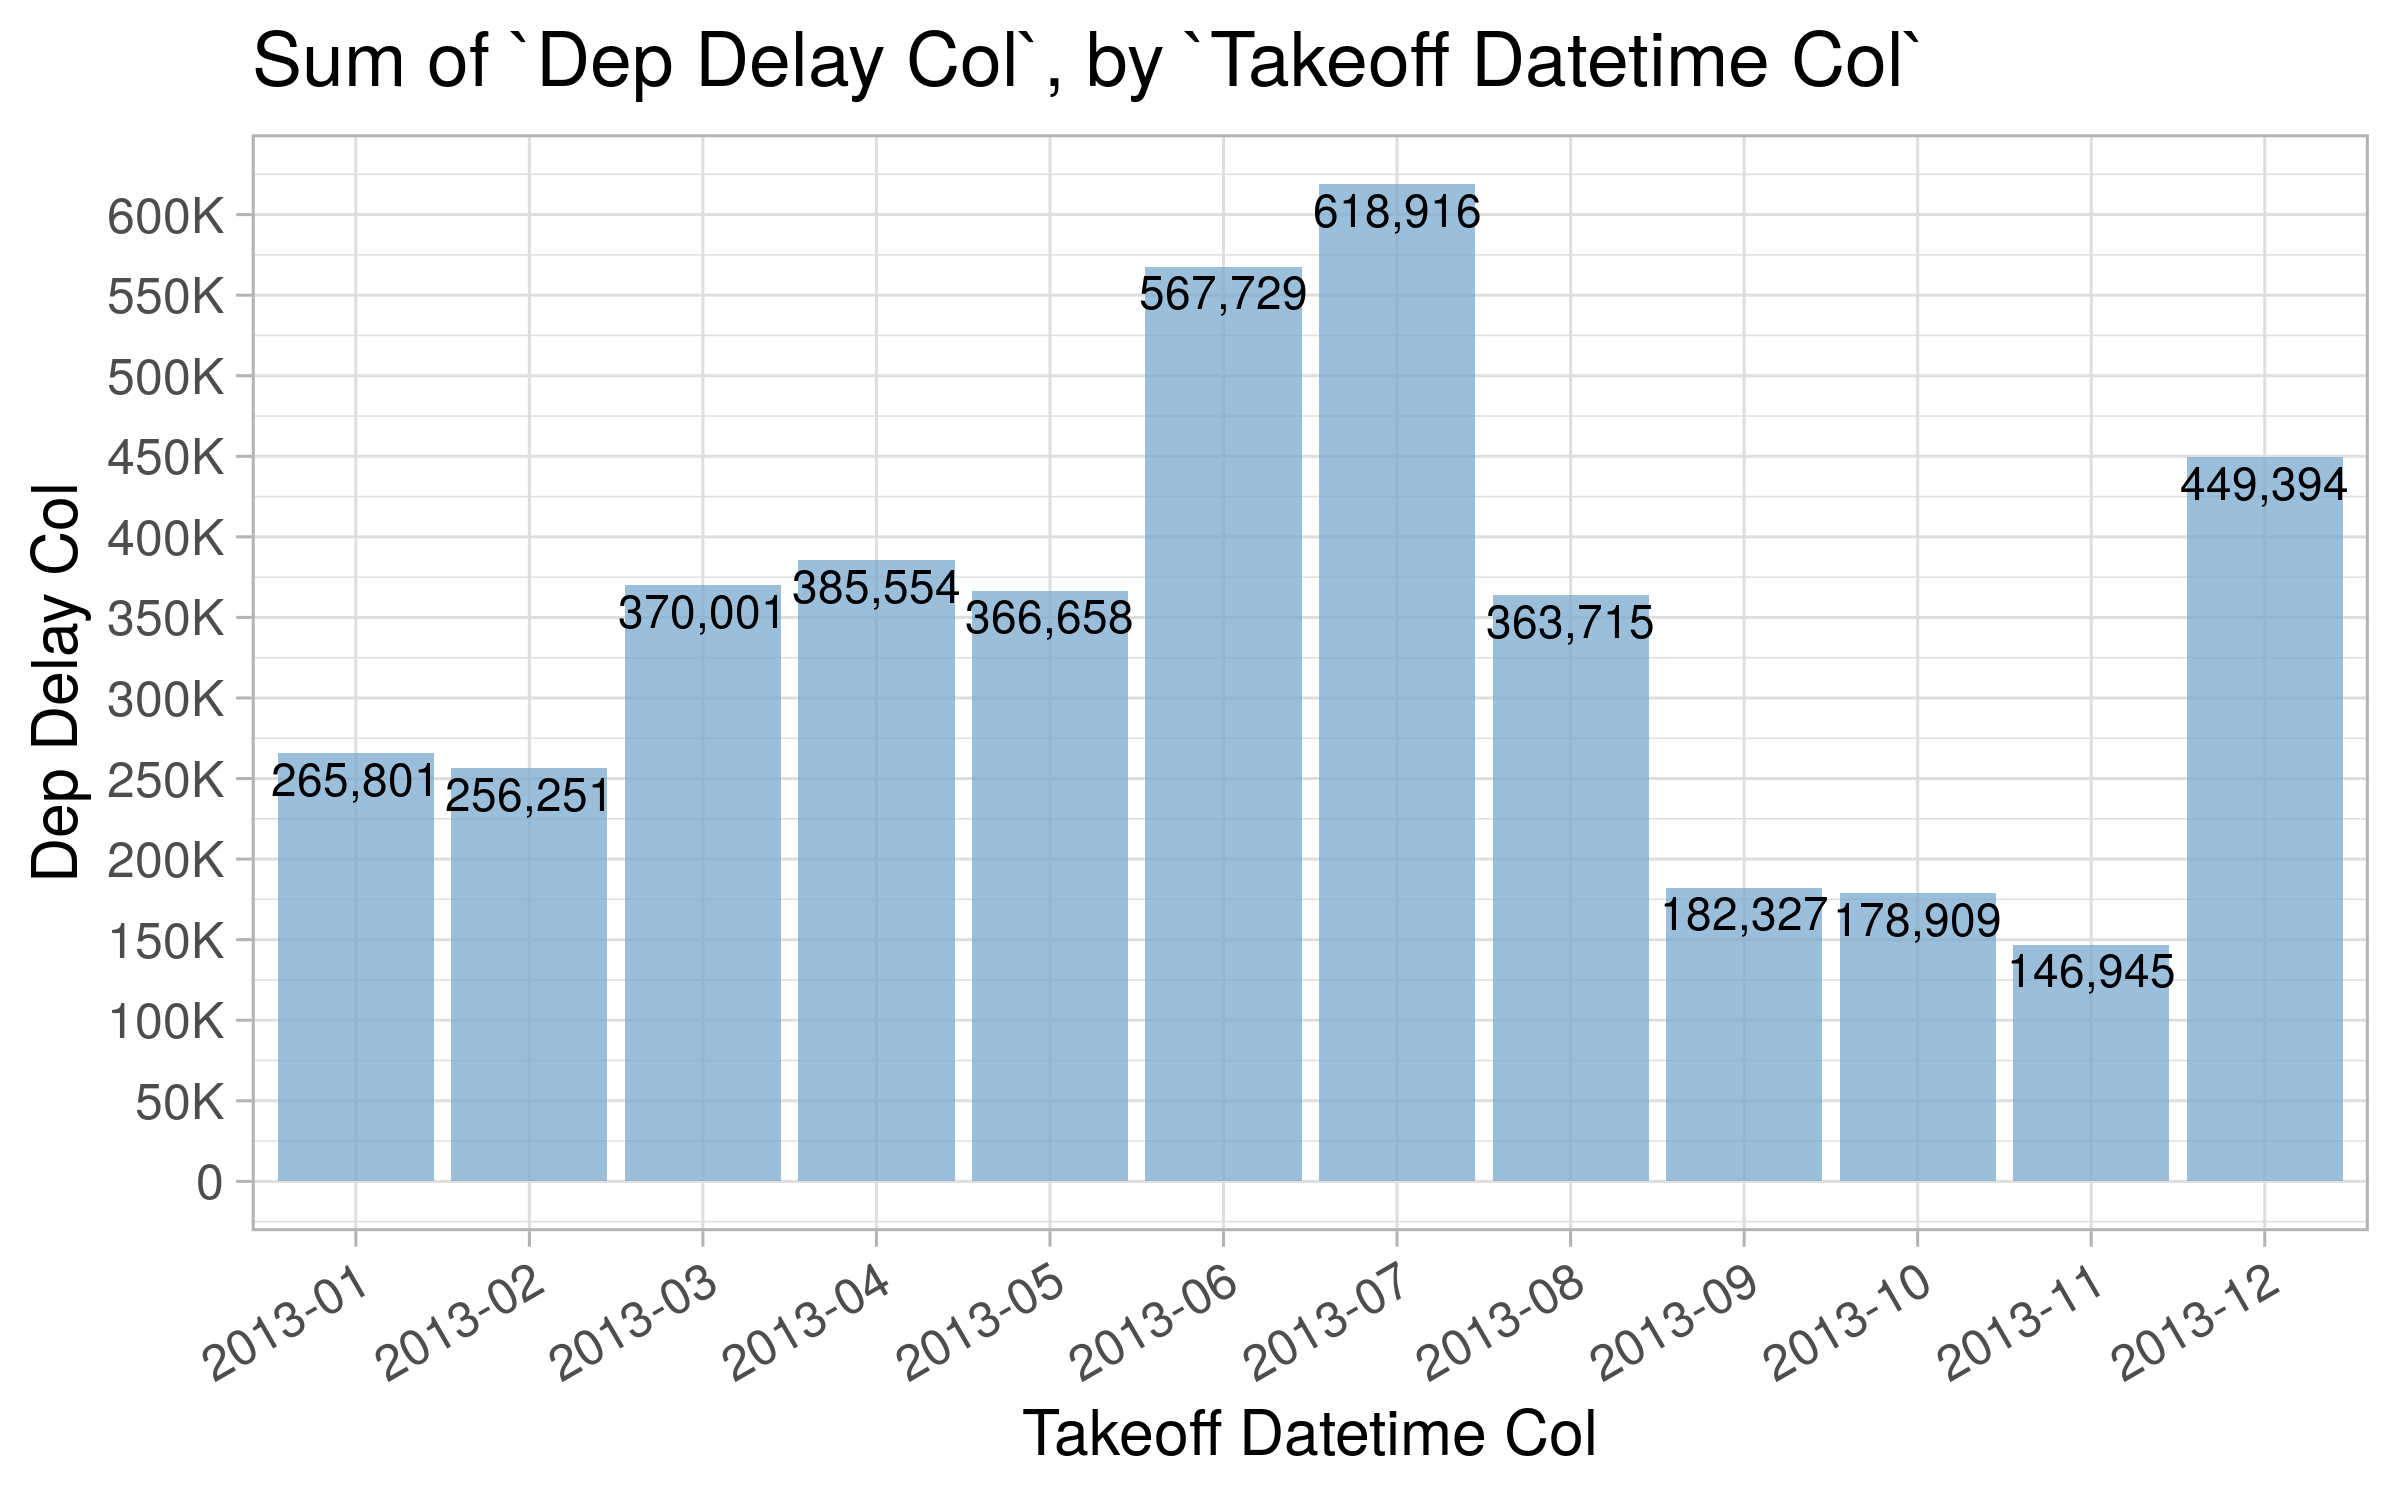 Sum of `Dep Delay Col`, by `Takeoff Datetime Col`
Dep Delay Col
600K
550K
500K
450K
400K
350K
300K
250K
200K
150K
100K
50K
0
265,801
256,251
370,001
385,554
366,658
567,729
618,916
363,715
182,327
178,909
146,945
449,394
2013-01
2013-02
2013-03
2013-04
2013-05
2013-06
2013-07
2013-08
2013-09
2013-10
2013-11
2013-12
Takeoff Datetime Col